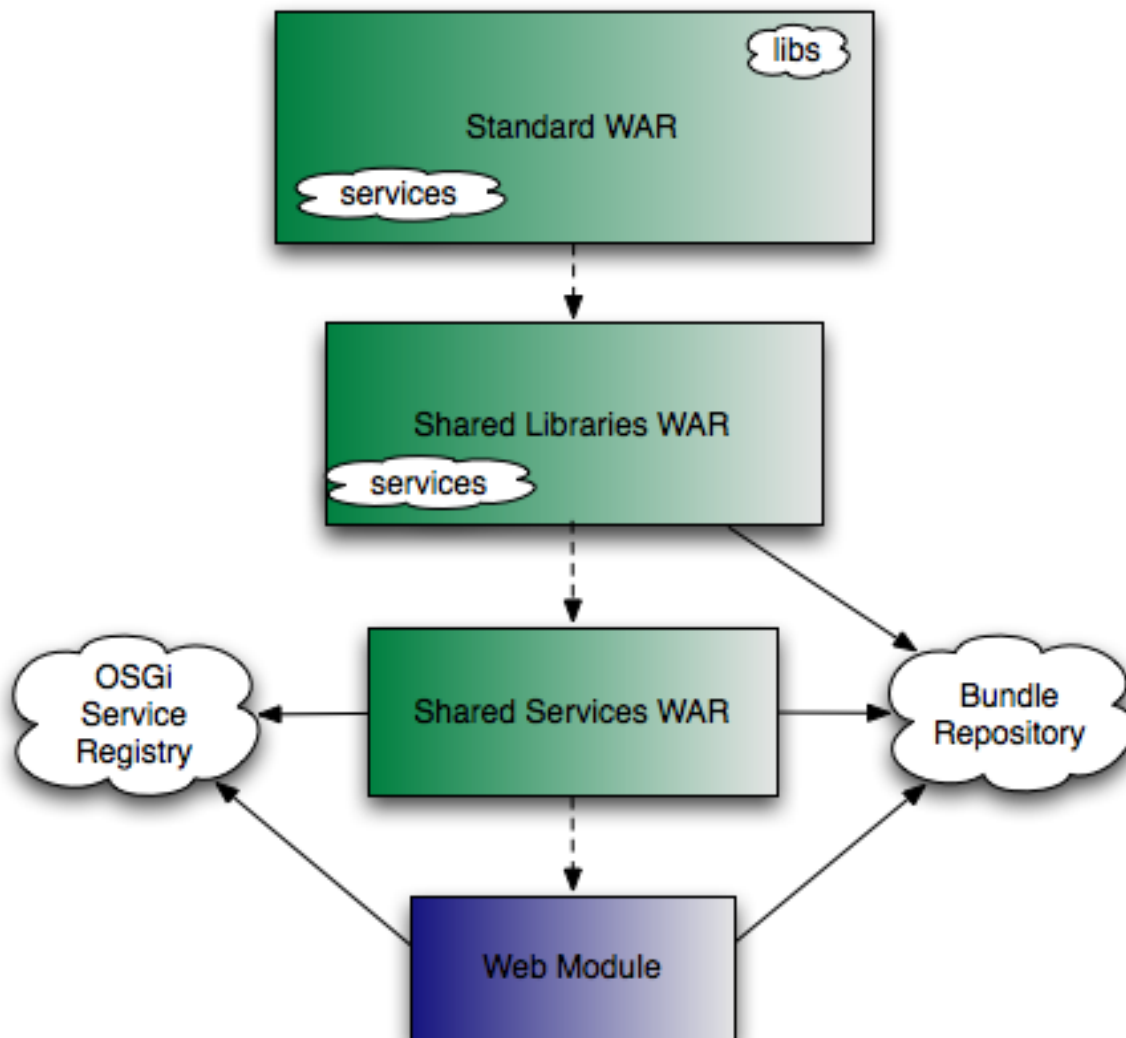 libs
Standard WAR
services
Shared Libraries WAR
services
OSGi
Service
Registry
Shared Services WAR
Bundle
Repository
Web Module